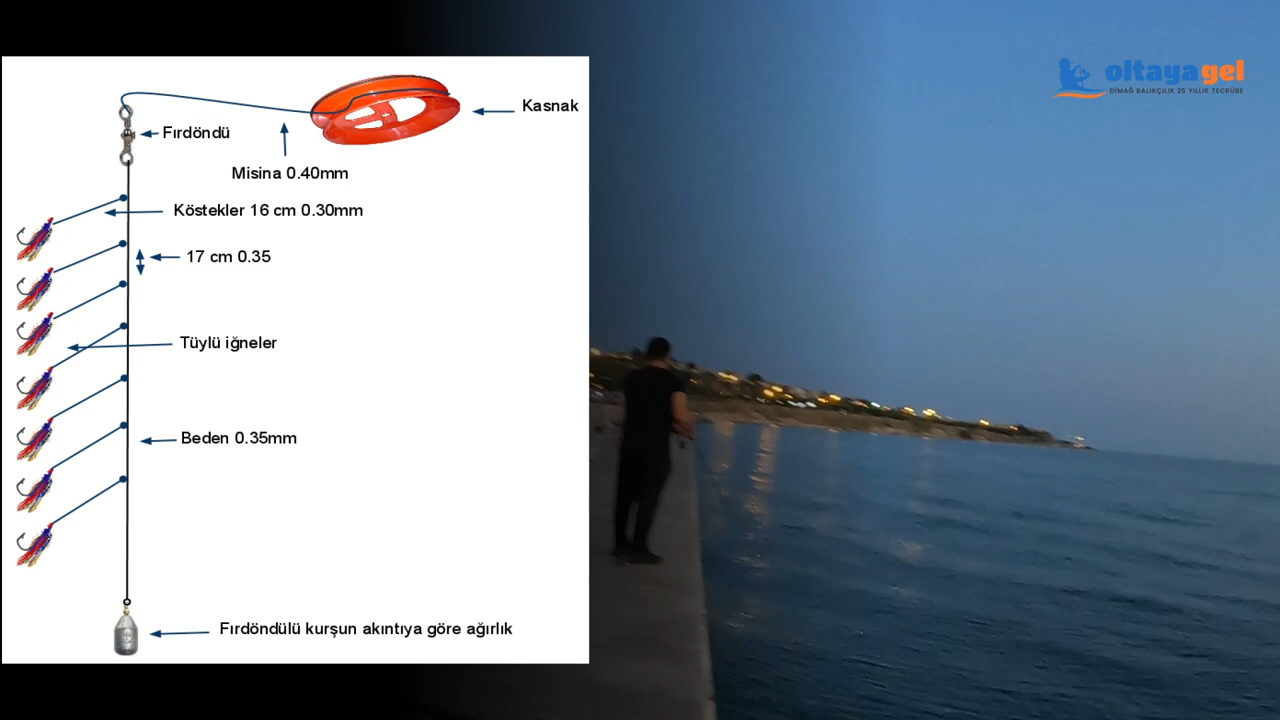 oltayagel
DİMAĞ BALIKÇILIK 25 YILLIK TECRÜBE
Kasnak
Fırdöndü
Misina 0.40mm
Köstekler 16 cm 0.30mm
17 cm 0.35
Tüylü iğneler
Beden 0.35mm
Fırdöndülü kurşun akıntıya göre ağırlık